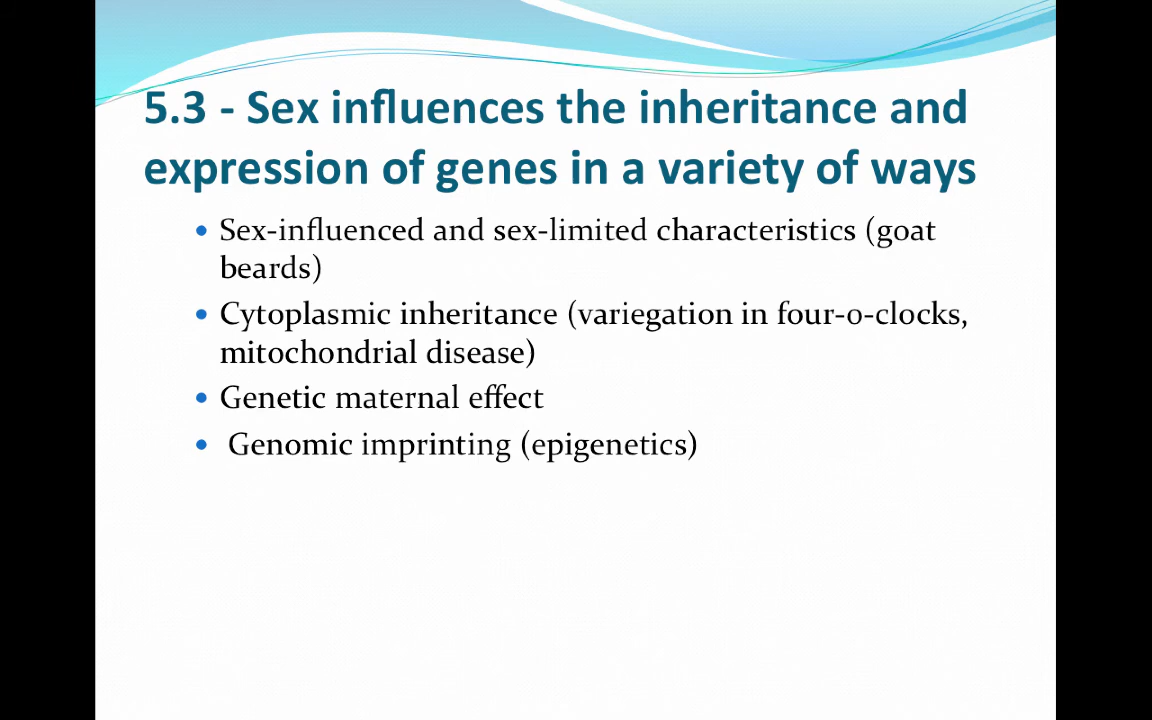 5.3 - Sex influences the inheritance and
expression of genes in a variety of ways
• Sex-influenced and sex-limited characteristics (goat
beards)
• Cytoplasmic inheritance (variegation in four-o-clocks,
mitochondrial disease)
• Genetic maternal effect
• Genomic imprinting (epigenetics)